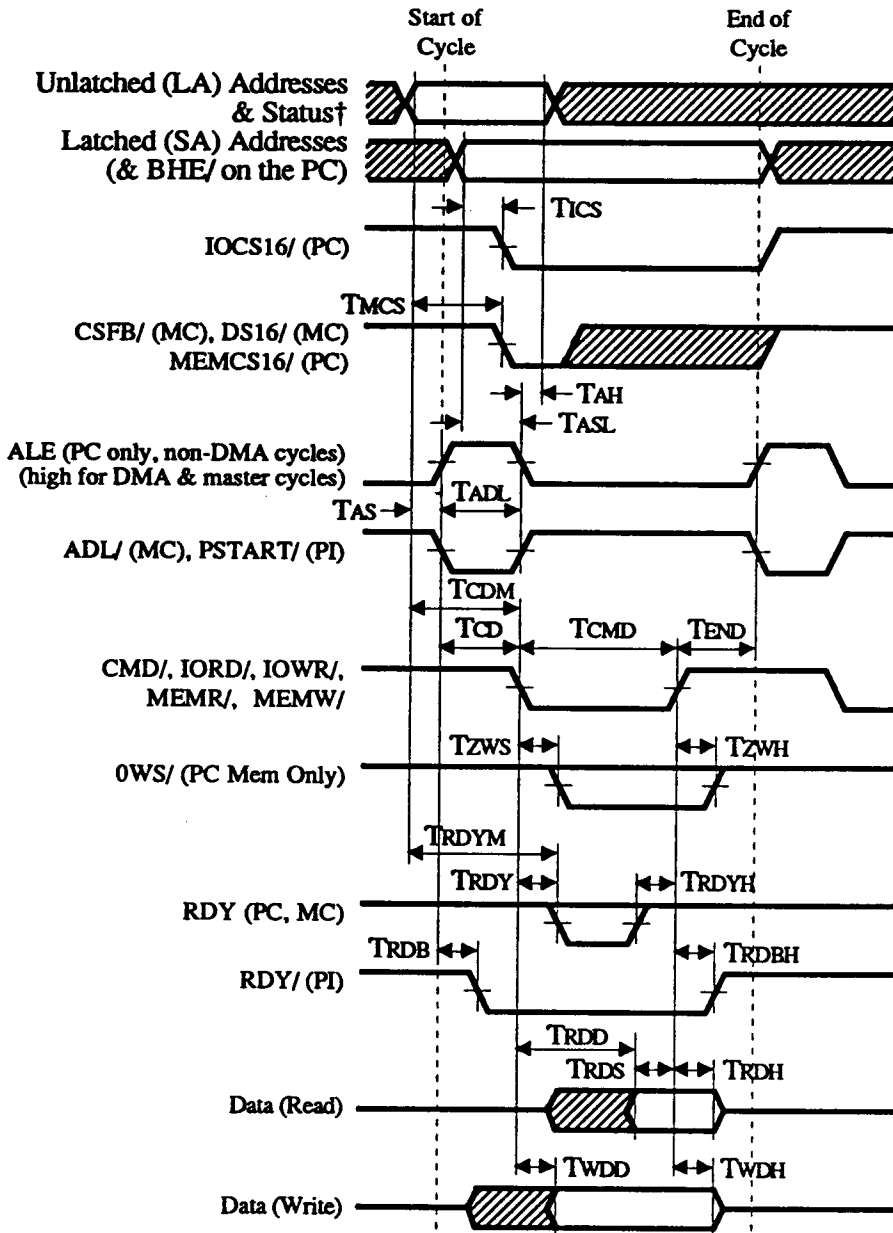 Start of
Cycle
End of
Cycle
Unlatched (LA) Addresses
& Status†
Latched (SA) Addresses
(& BHE/ on the PC)
TICS
IOCS16/ (PC)
TMCS
CSFB/ (MC), DS16/ (MC)
MEMCS16/ (PC)
TAH
TASL
ALE (PC only, non-DMA cycles)
(high for DMA & master cycles)
TADL
TAS
ADL/ (MC), PSTART/ (PI)
TCDM
TCD TCMD TEND
CMD/, IORD/, IOWR/,
MEMR/, MEMW/
TZWS TZWH
0WS/ (PC Mem Only)
TRDYM
TRDY TRDYH
RDY (PC, MC)
TRDB TRDBH
RDY/ (PI)
TRDD
TRDS TRDH
Data (Read)
TWDD TWDH
Data (Write)